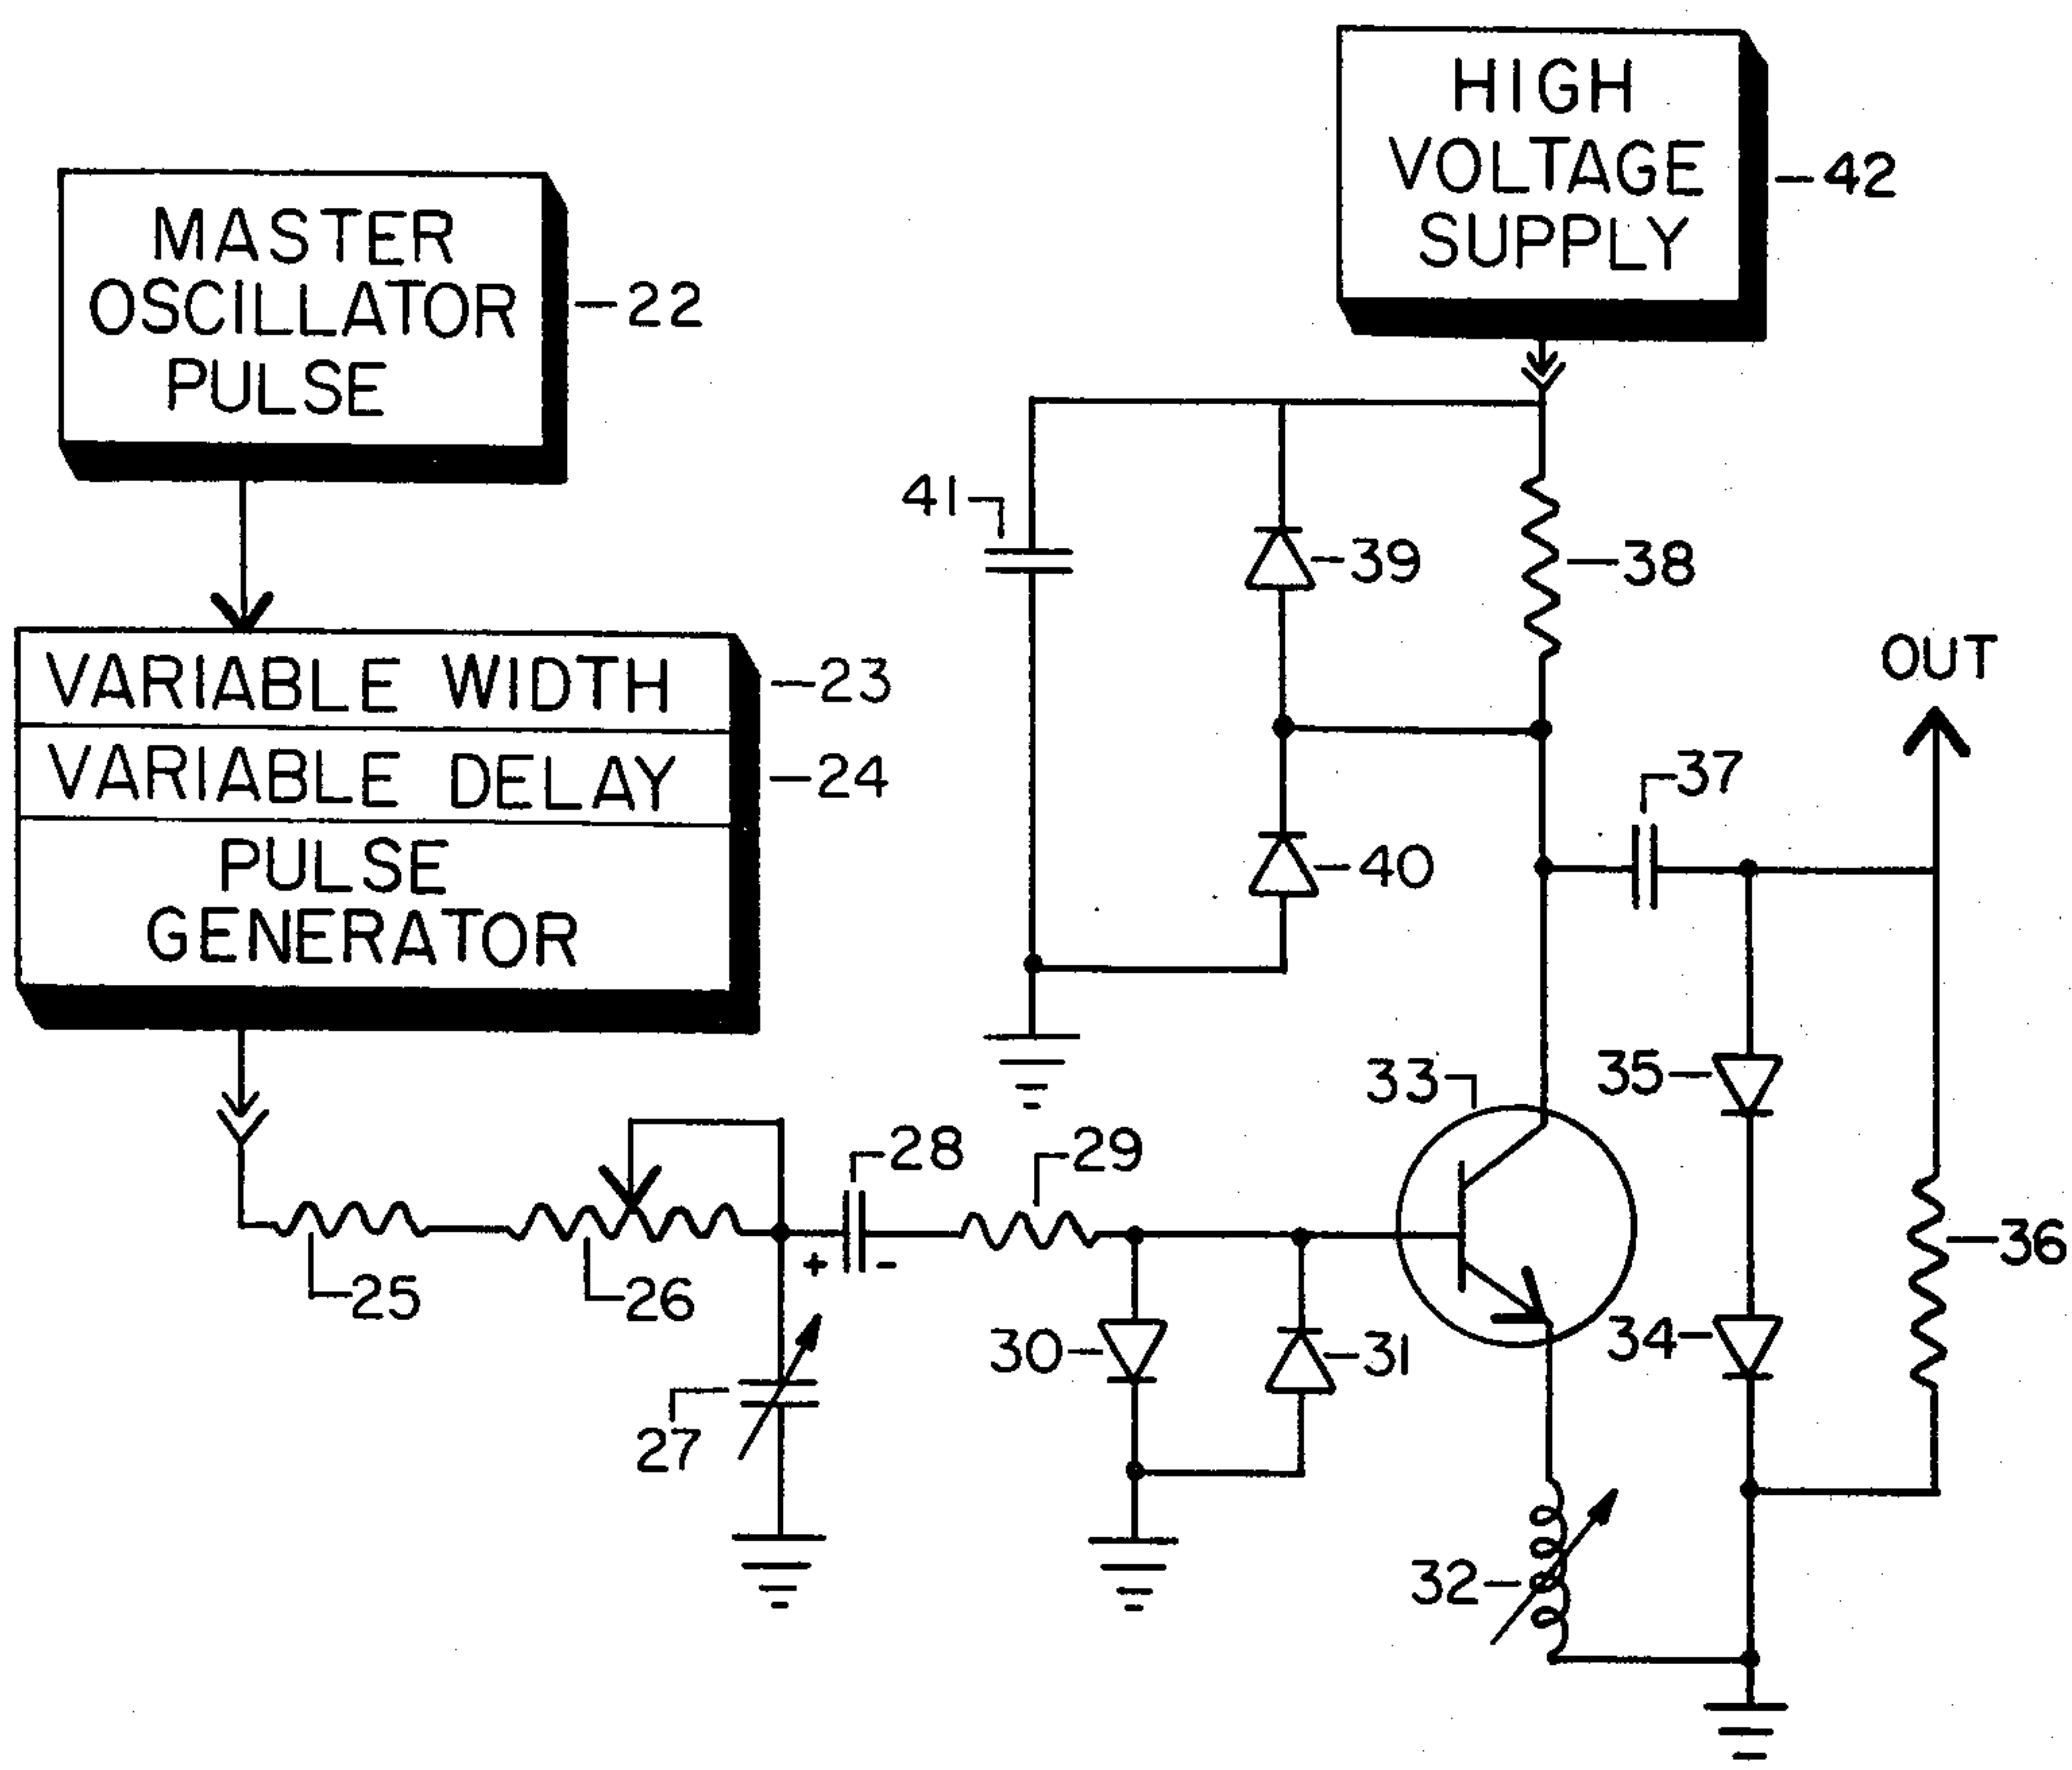 HIGH
VOLTAGE
SUPPLY
42
MASTER
OSCILLATOR
PULSE
22
41
39
38
VARIABLE WIDTH
23
VARIABLE DELAY
24
PULSE
GENERATOR
OUT
37
40
33
35
28
29
25
26
36
30
31
34
27
32
+ -